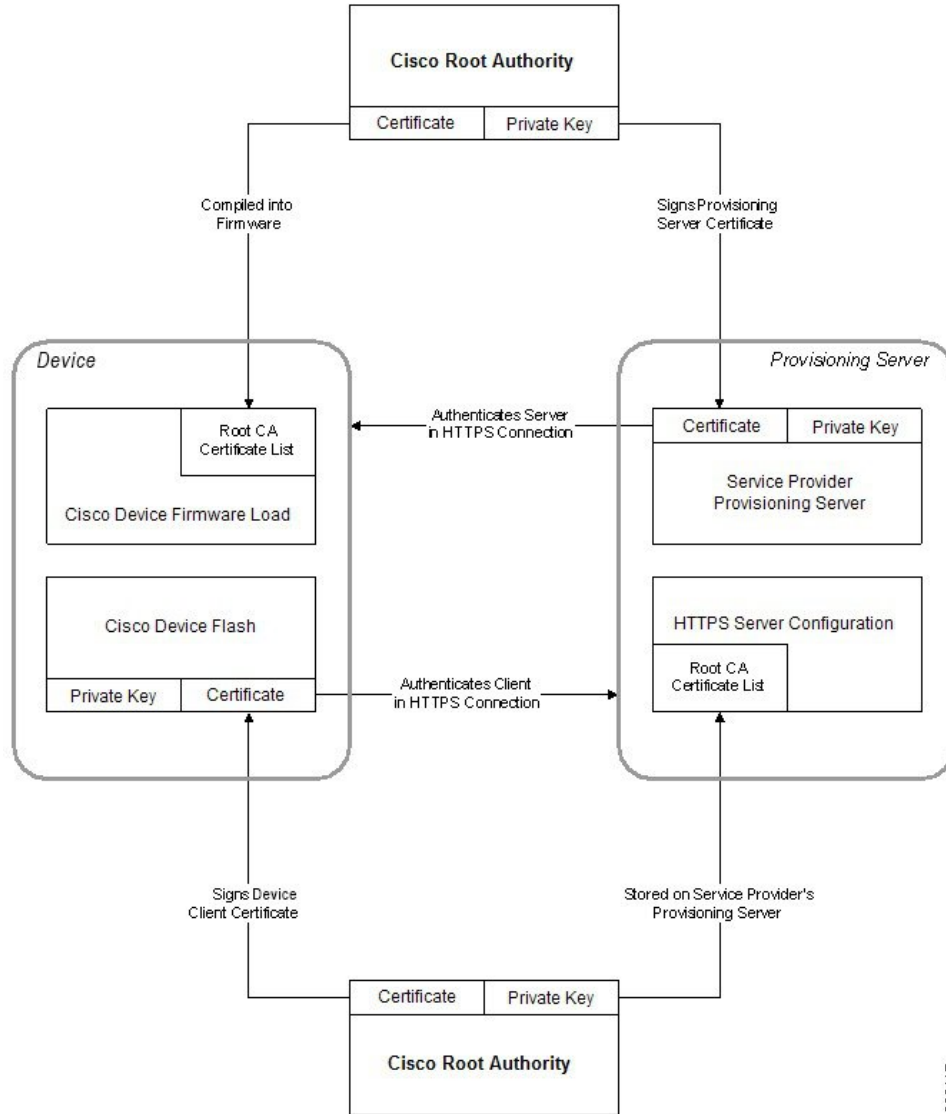 Cisco Root Authority
Certificate
Private Key
Compiled into
Firmware
Signs Provisioning
Server Certificate
Device
Provisioning Server
Root CA
Certificate List
Cisco Device Firmware Load
Authenticates Server
in HTTPS Connection
Certificate
Private Key
Service Provider
Provisioning Server
Cisco Device Flash
Private Key
Certificate
Authenticates Client
in HTTPS Connection
HTTPS Server Configuration
Root CA
Certificate List
Signs Device
Client Certificate
Stored on Service Provider's
Provisioning Server
Certificate
Private Key
Cisco Root Authority